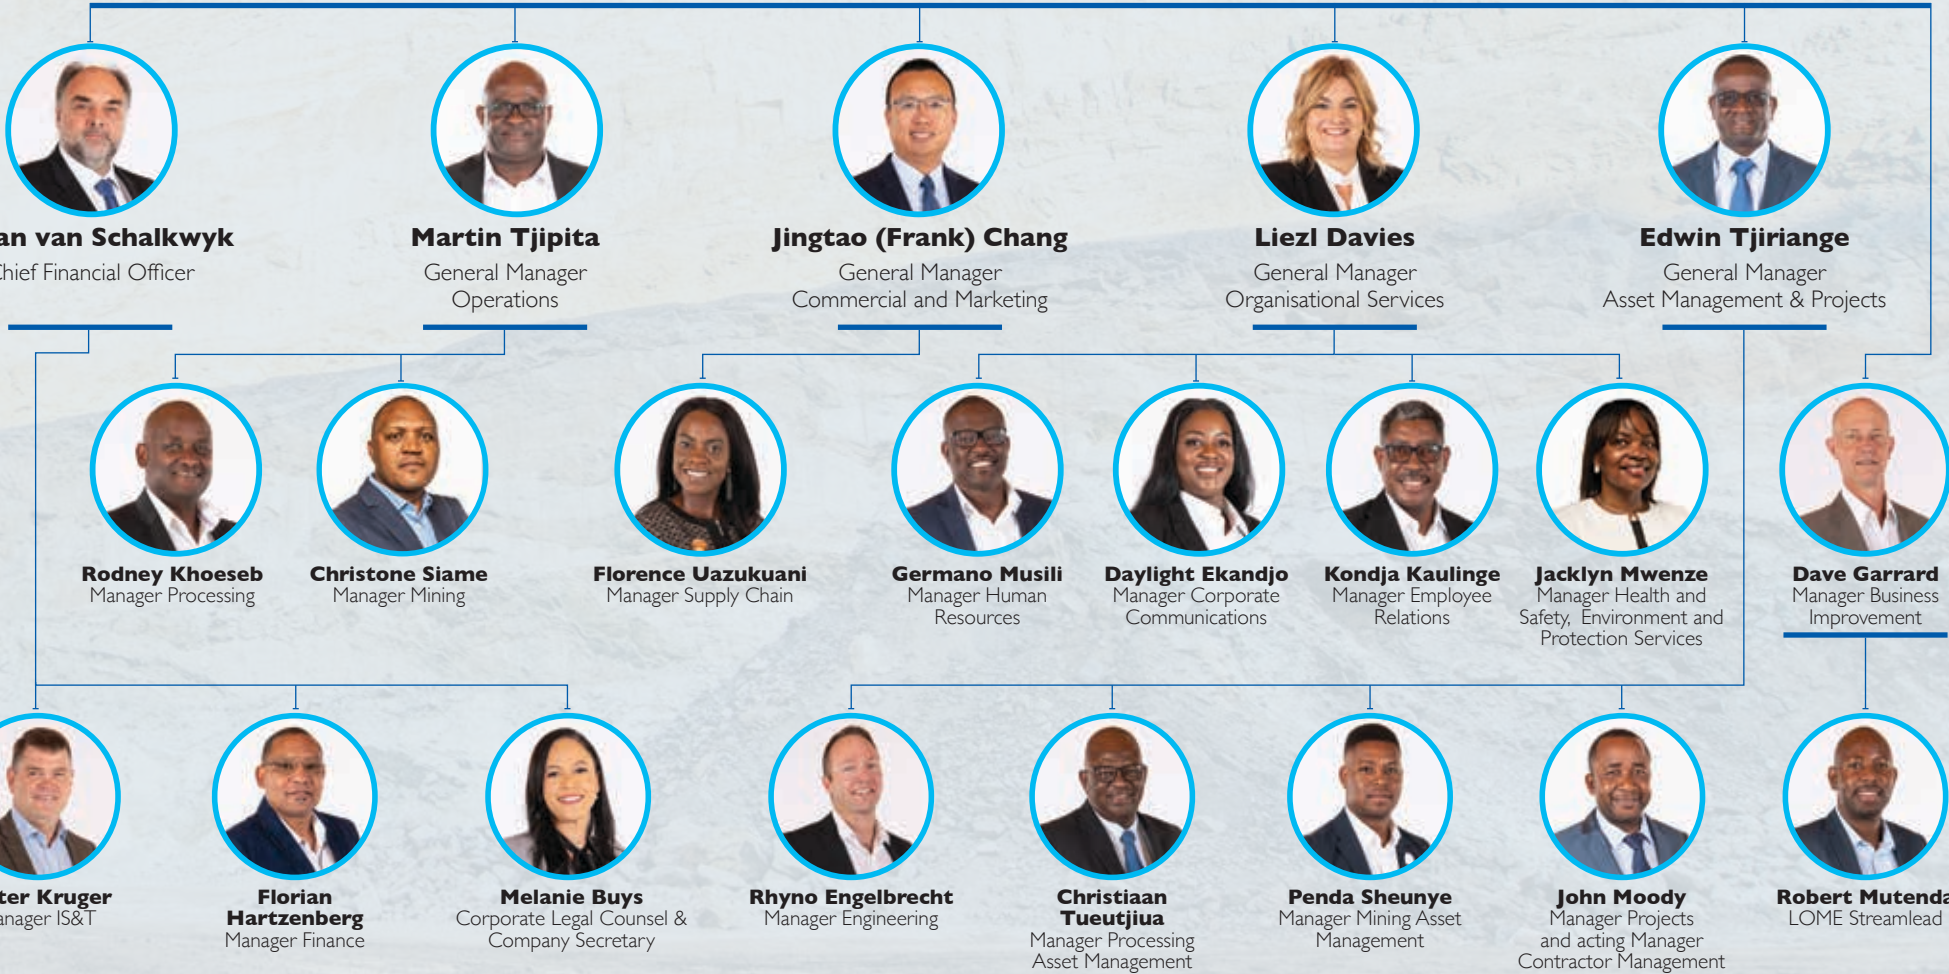 van Schalkwyk
Financial Officer
Martin Tjipita
General Manager
Operations
Jingtao (Frank) Chang
General Manager
Commercial and Marketing
Liezl Davies
General Manager
Organisational Services
Edwin Tjiriange
General Manager
Asset Management & Projects
Rodney Khoeseb
Manager Processing
Christone Siame
Manager Mining
Florence Uazukuani
Manager Supply Chain
Germano Musili
Manager Human
Resources
Daylight Ekandjo
Manager Corporate
Communications
Kondja Kaulinge
Manager Employee
Relations
Jacklyn Mwenze
Manager Health and
Safety, Environment and
Protection Services
Dave Garrard
Manager Business
Improvement
Kruger
IS&T
Florian
Hartzenberg
Manager Finance
Melanie Buys
Corporate Legal Counsel &
Company Secretary
Rhyno Engelbrecht
Manager Engineering
Christiaan
Tueutjiua
Manager Processing
Asset Management
Penda Sheunye
Manager Mining Asset
Management
John Moody
Manager Projects
and acting Manager
Contractor Management
Robert
LOME Streamlead